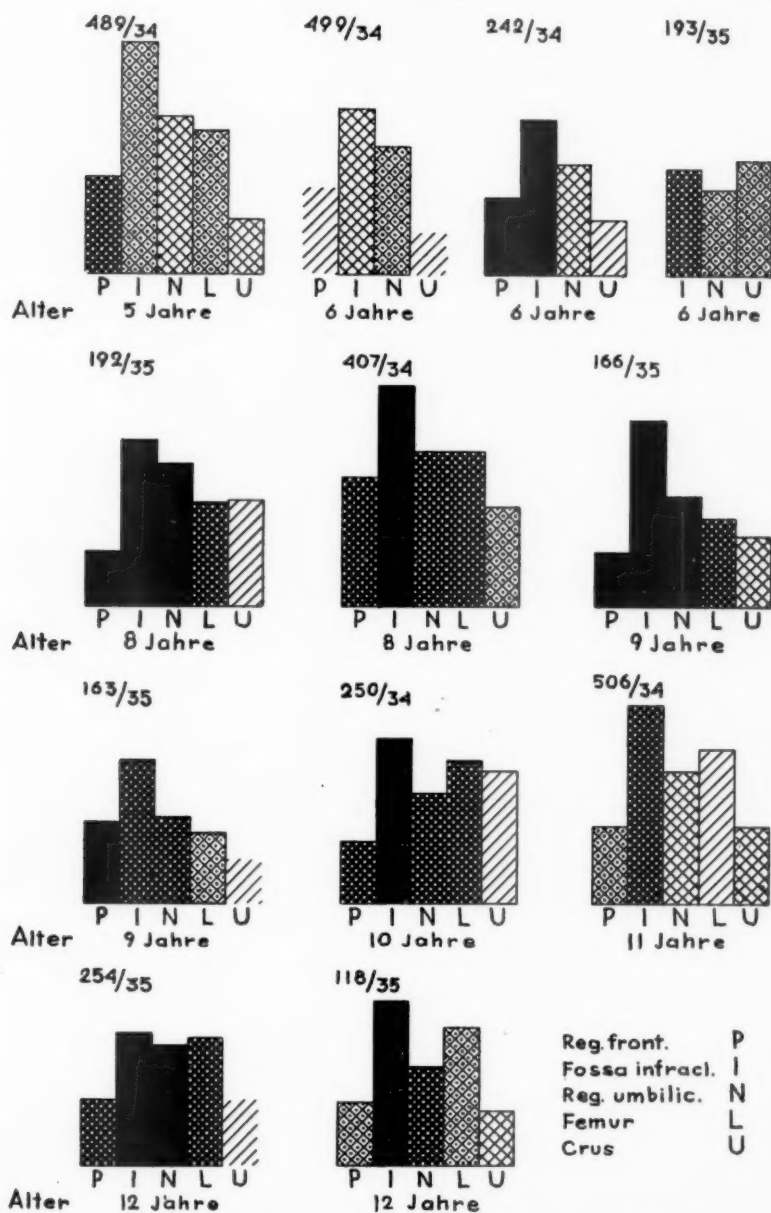 489/34 499/34 242/34 193/35
P I N L U P I N U P I N U I N U
Alter 5 Jahre 6 Jahre 6 Jahre 6 Jahre
192/35 407/34 166/35
P I N L U P I N L U P I N L U
Alter 8 Jahre 8 Jahre 9 Jahre
163/35 250/34 506/34
P I N L U P I N L U P I N L U
Alter 9 Jahre 10 Jahre 11 Jahre
254/35 118/35
P I N L U P I N L U
Alter 12 Jahre 12 Jahre
Reg. front. P
Fossa infracl. I
Reg. umbilic. N
Femur L
Crus U